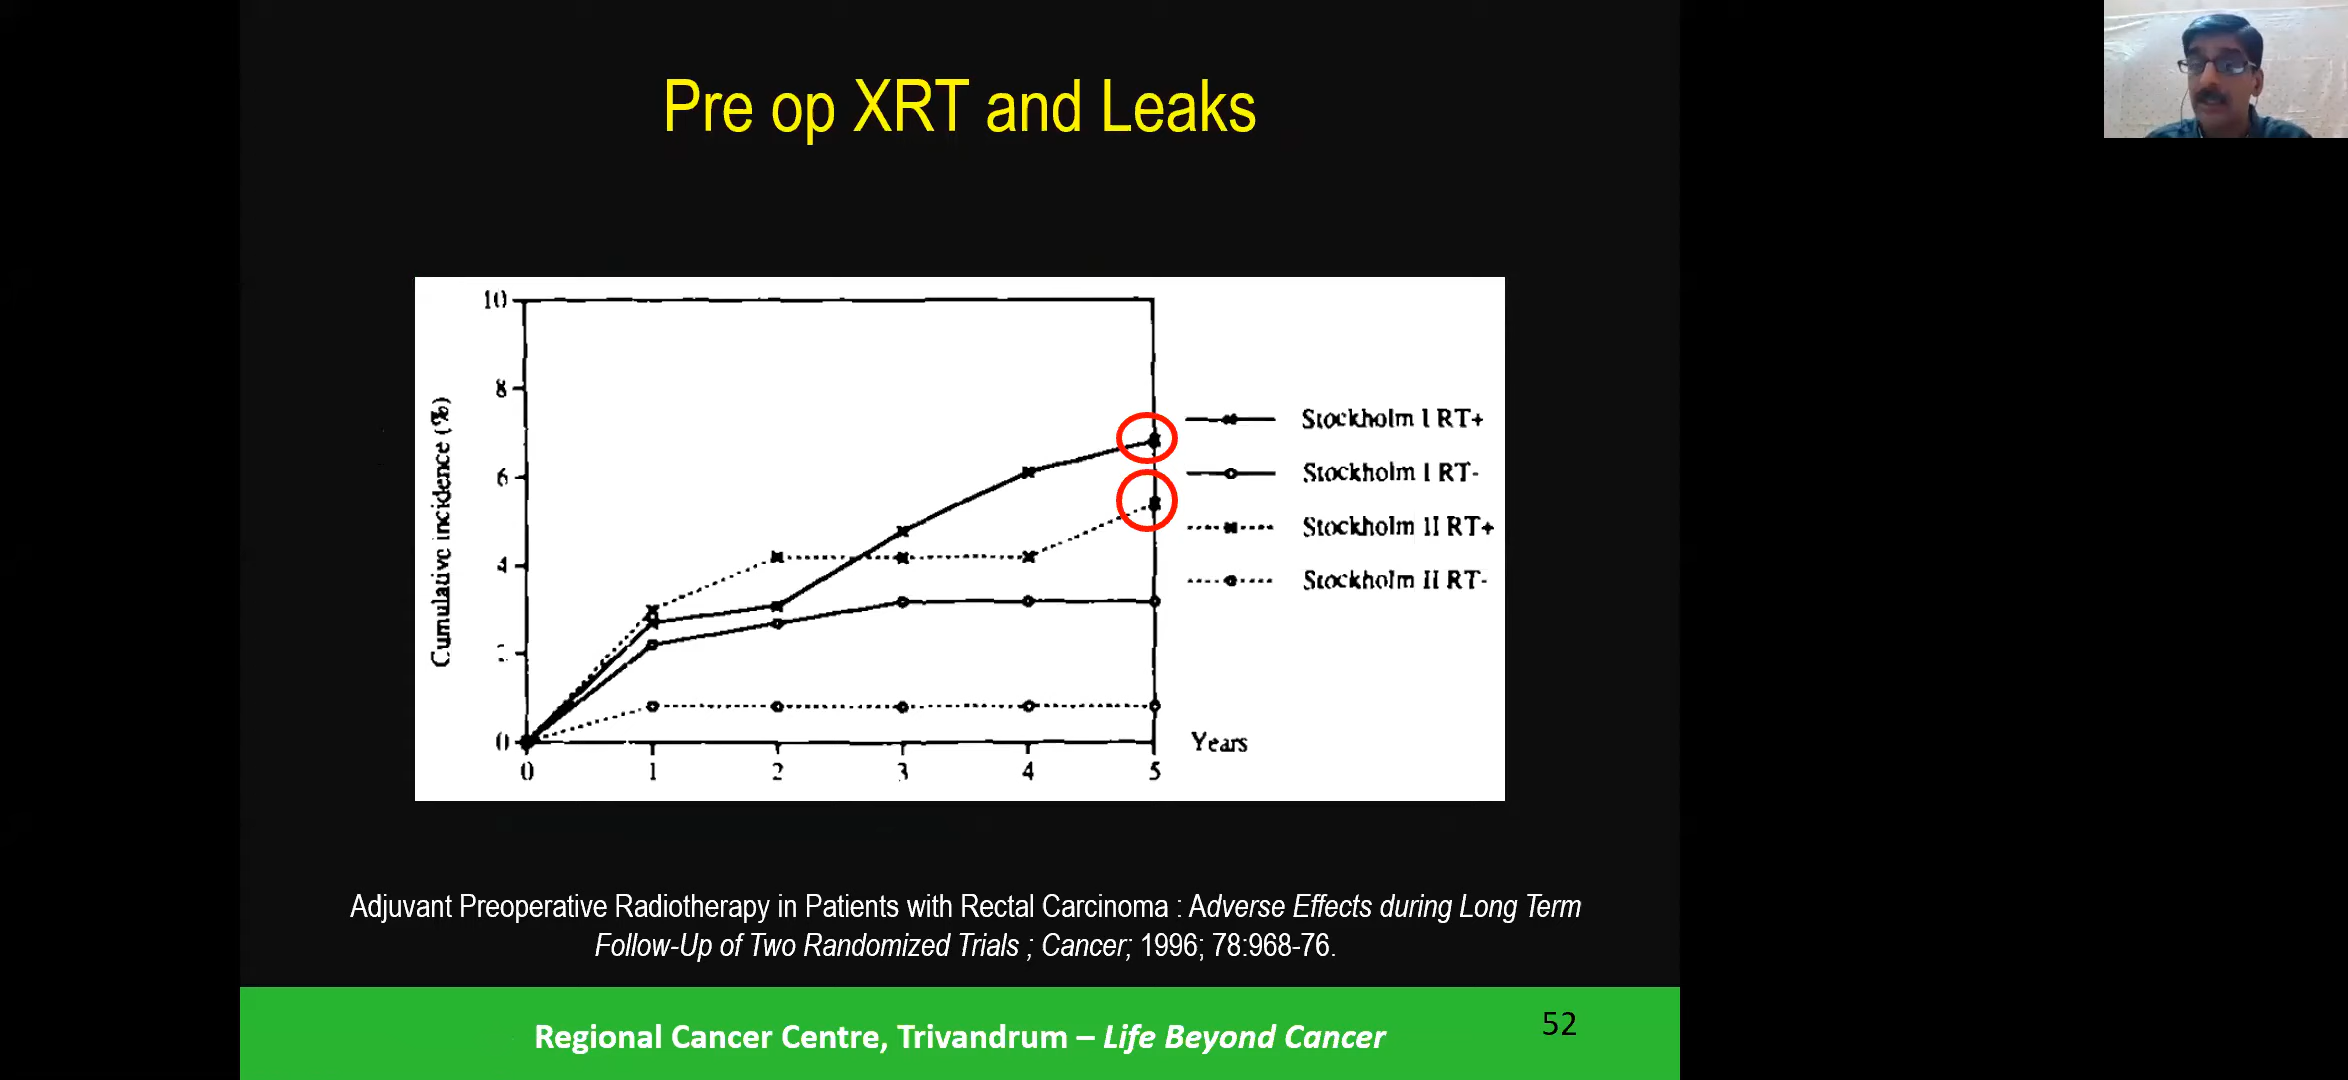 Pre op XRT and Leaks
10
8
6
4
0
Cumulative incidence (%)
0 1 2 3 4 5
Years
Stockholm I RT+
Stockholm I RT-
Stockholm II RT+
Stockholm II RT-
Adjuvant Preoperative Radiotherapy in Patients with Rectal Carcinoma : Adverse Effects during Long Term
Follow-Up of Two Randomized Trials ; Cancer; 1996; 78:968-76.
Regional Cancer Centre, Trivandrum – Life Beyond Cancer
52